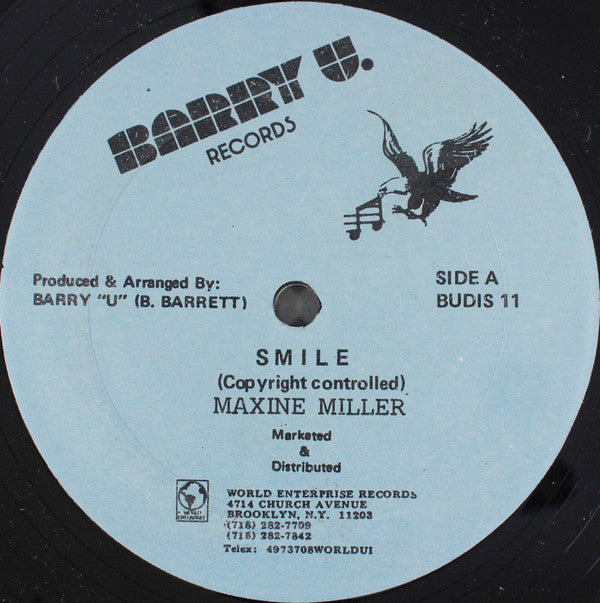 BARRY U.
RECORDS
Produced & Arranged By:
BARRY "U" (B. BARRETT)
SIDE A
BUDIS 11
SMILE
(Copyright controlled)
MAXINE MILLER
Marketed
&
Distributed
WORLD ENTERPRISE RECORDS
4714 CHURCH AVENUE
BROOKLYN, N.Y. 11203
(718) 282-7709
(718) 282-7842
Telex: 4973708WORLDUI